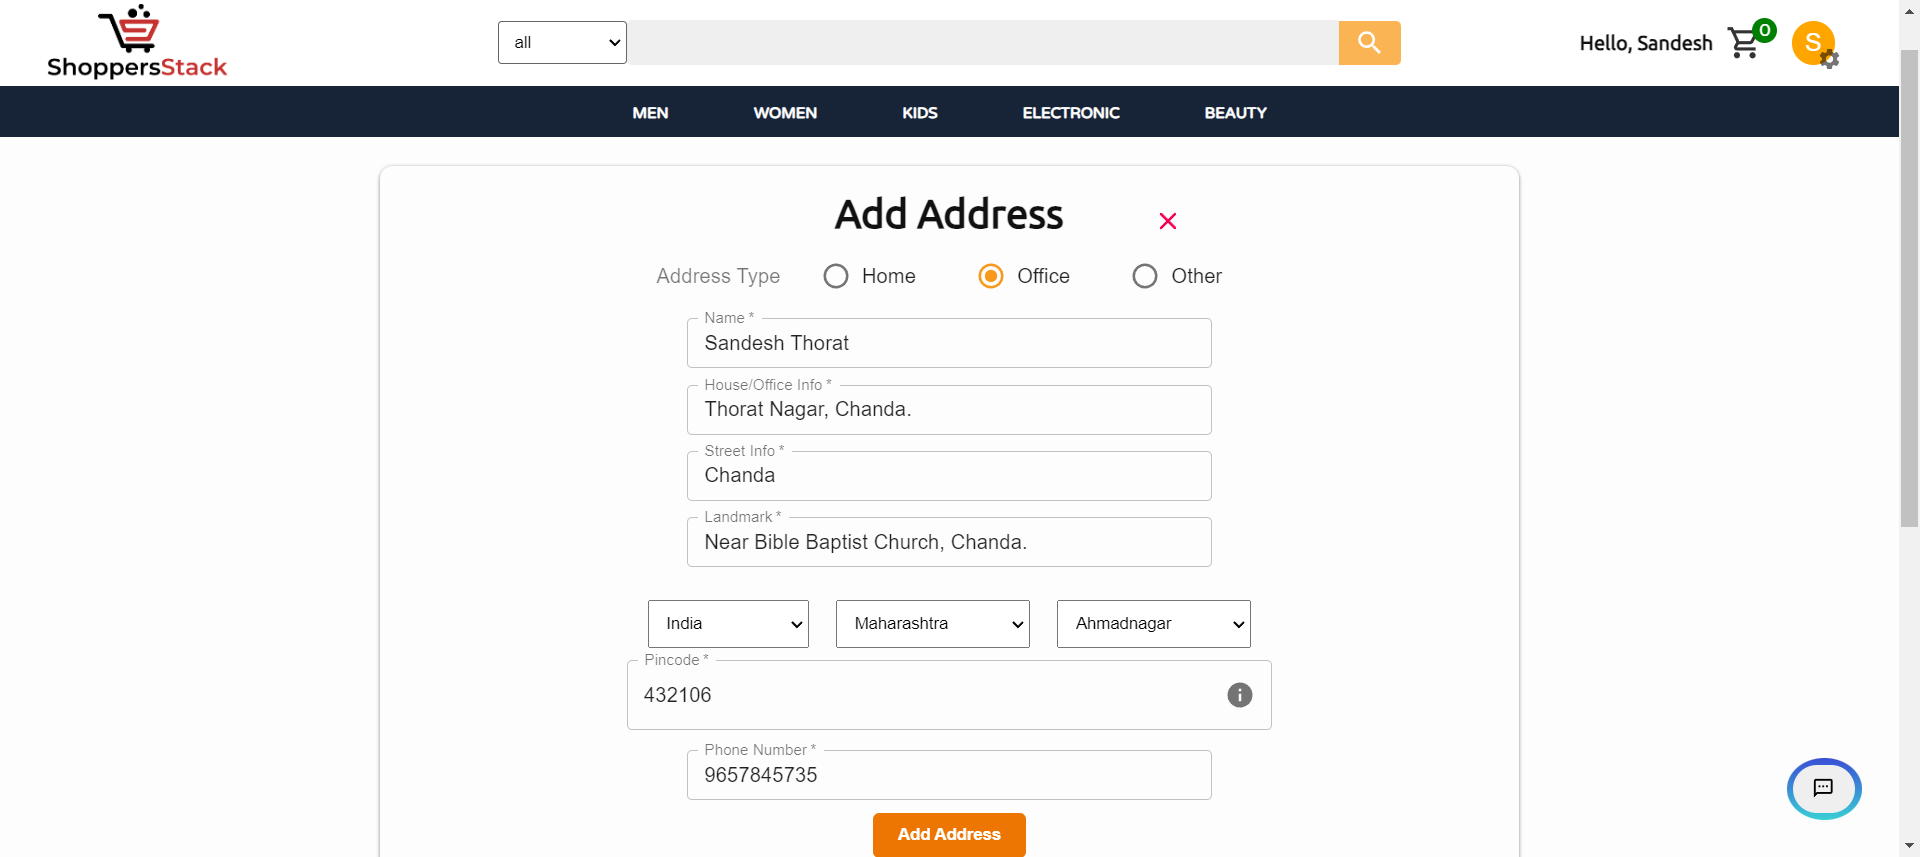 ShoppersStack
all
Hello, Sandesh
0
S
MEN WOMEN KIDS ELECTRONIC BEAUTY
Add Address
Address Type Home Office Other
Name *
Sandesh Thorat
House/Office Info *
Thorat Nagar, Chanda.
Street Info *
Chanda
Landmark *
Near Bible Baptist Church, Chanda.
India Maharashtra Ahmadnagar
Pincode *
432106
Phone Number *
9657845735
Add Address